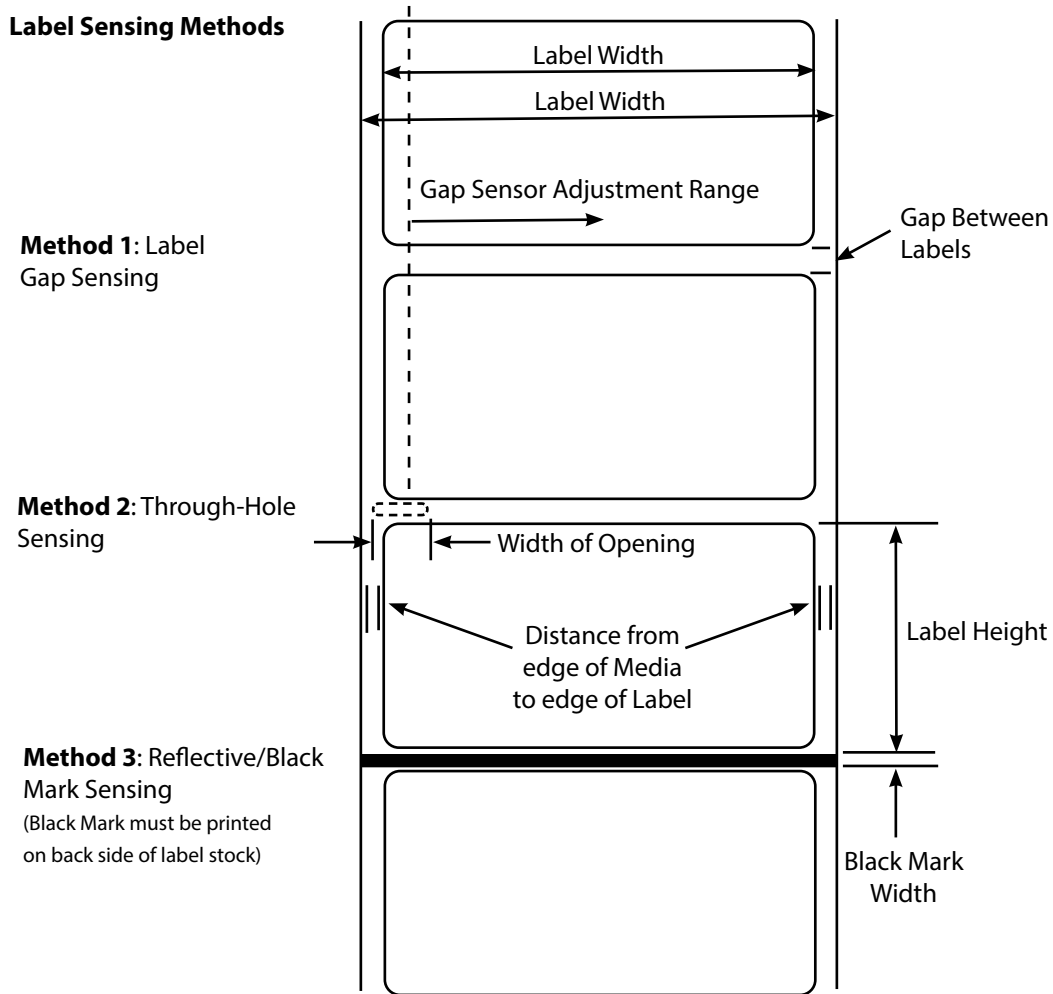 Label Sensing Methods
Label Width
Label Width
Gap Sensor Adjustment Range
Gap Between
Labels
Method 1: Label
Gap Sensing
Method 2: Through-Hole
Sensing
Width of Opening
Distance from
edge of Media
to edge of Label
Label Height
Method 3: Reflective/Black
Mark Sensing
(Black Mark must be printed
on back side of label stock)
Black Mark
Width